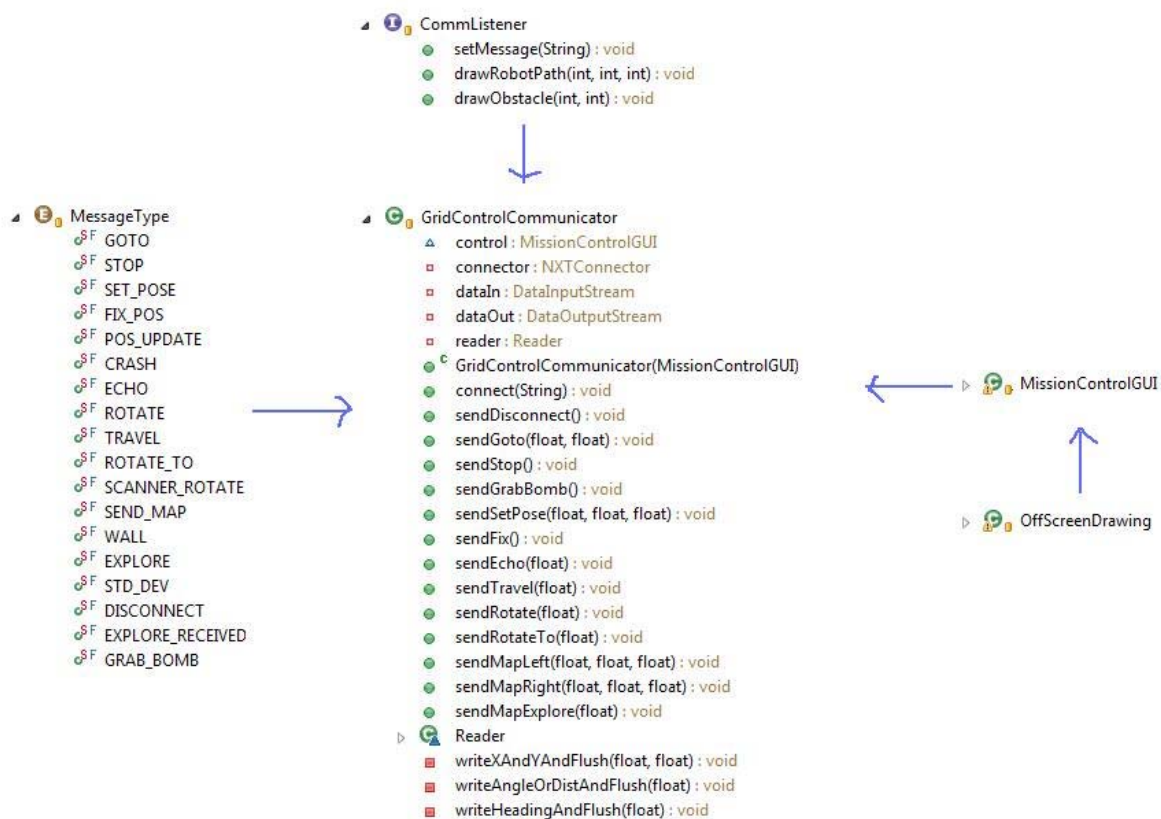 CommListener
setMessage(String) : void
drawRobotPath(int, int, int) : void
drawObstacle(int, int) : void
MessageType
GOTO
STOP
SET_POSE
FIX_POS
POS_UPDATE
CRASH
ECHO
ROTATE
TRAVEL
ROTATE_TO
SCANNER_ROTATE
SEND_MAP
WALL
EXPLORE
STD_DEV
DISCONNECT
EXPLORE_RECEIVED
GRAB_BOMB
GridControlCommunicator
control : MissionControlGUI
connector : NXTConnector
dataIn : DataInputStream
dataOut : DataOutputStream
reader : Reader
GridControlCommunicator(MissionControlGUI)
connect(String) : void
sendDisconnect() : void
sendGoto(float, float) : void
sendStop() : void
sendGrabBomb() : void
sendSetPose(float, float, float) : void
sendFix() : void
sendEcho(float) : void
sendTravel(float) : void
sendRotate(float) : void
sendRotateTo(float) : void
sendMapLeft(float, float, float) : void
sendMapRight(float, float, float) : void
sendMapExplore(float) : void
Reader
writeXAndYAndFlush(float, float) : void
writeAngleOrDistAndFlush(float) : void
writeHeadingAndFlush(float) : void
MissionControlGUI
OffScreenDrawing